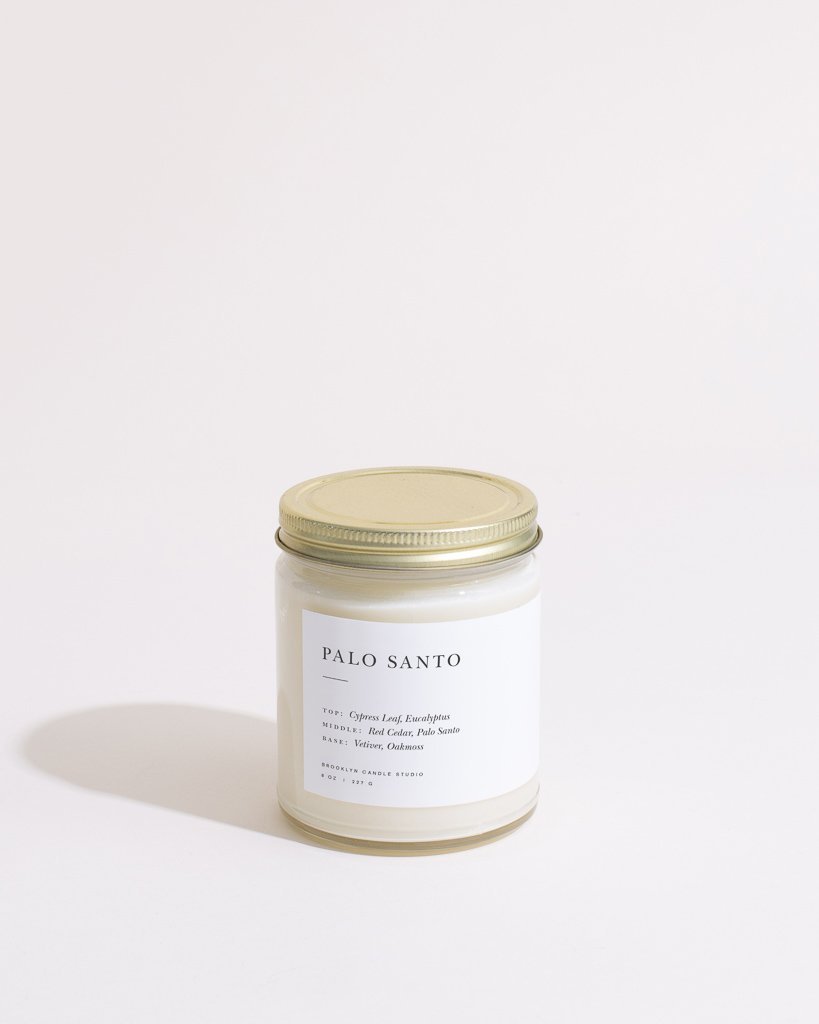 PALO SANTO
TOP: Cypress Leaf, Eucalyptus
MIDDLE: Red Cedar, Palo Santo
BASE: Vetiver, Oakmoss
BROOKLYN CANDLE STUDIO
8 OZ / 227 G